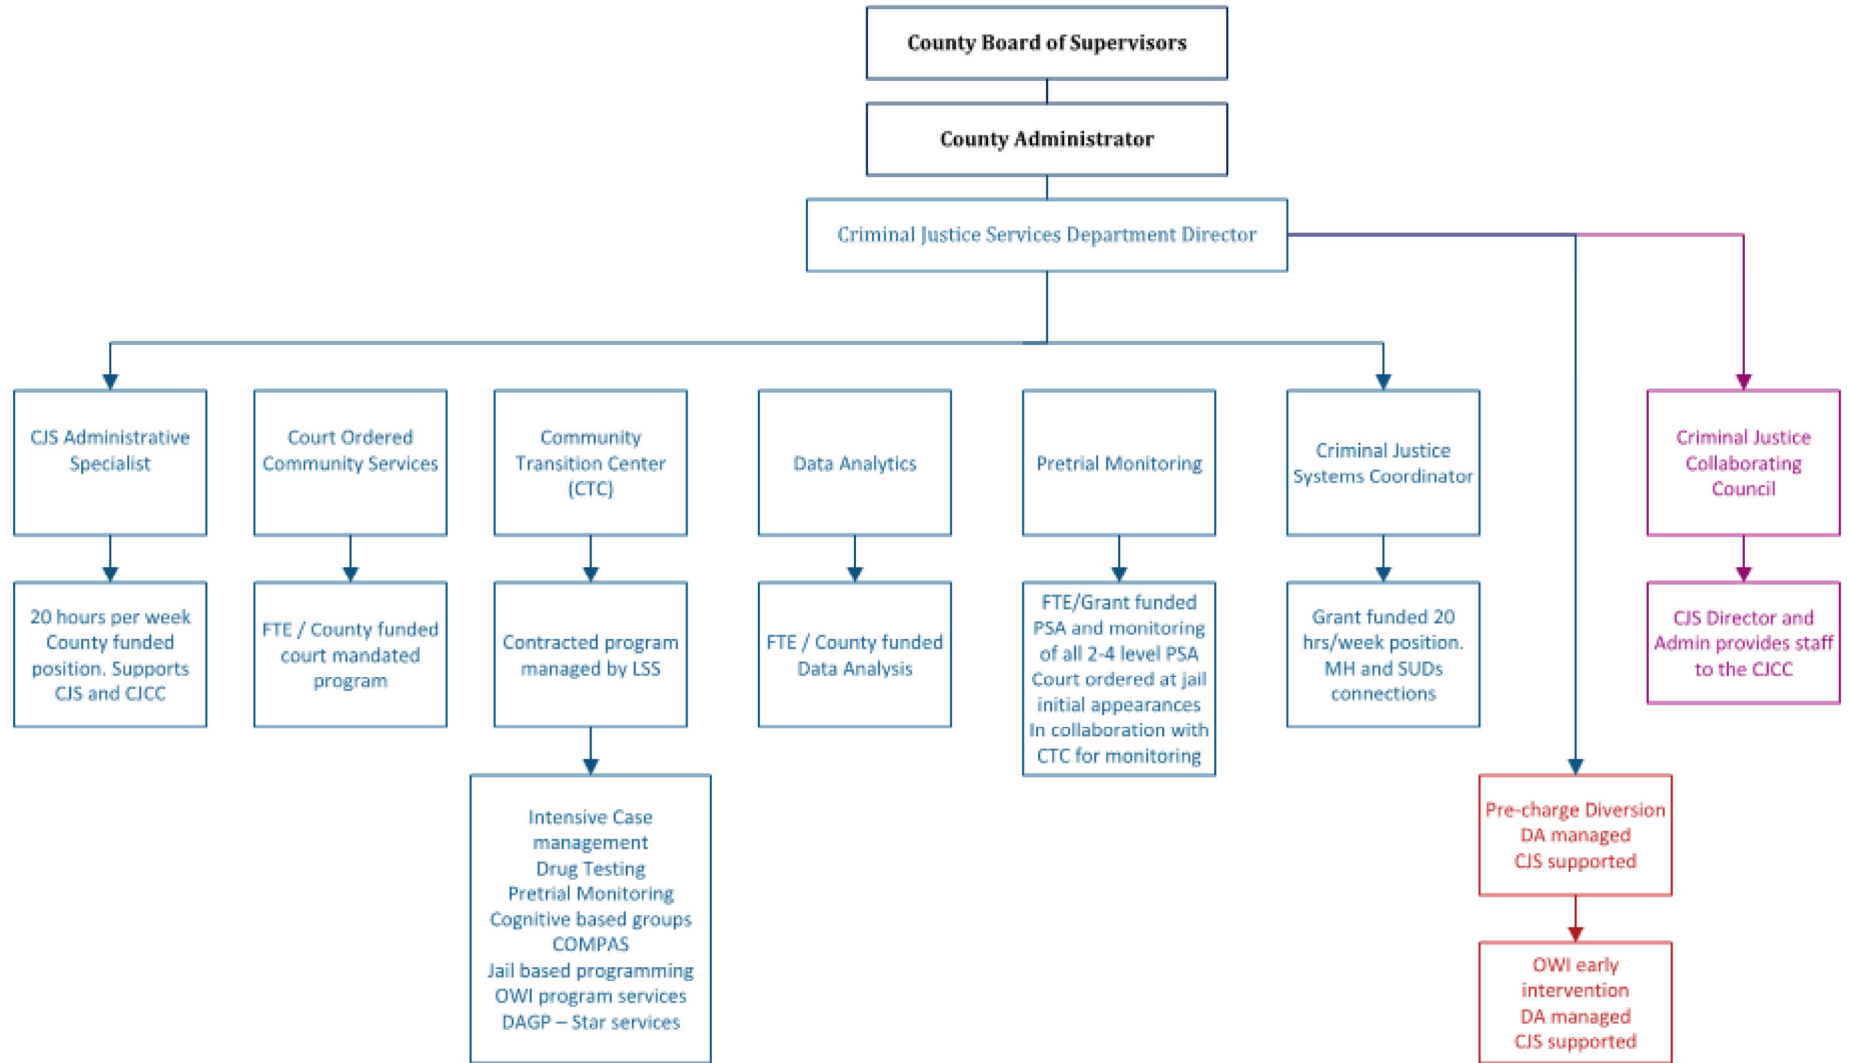 County Board of Supervisors
County Administrator
Criminal Justice Services Department Director
CJS Administrative
Specialist
Court Ordered
Community Services
Community
Transition Center
(CTC)
Data Analytics
Pretrial Monitoring
Criminal Justice
Systems Coordinator
Criminal Justice
Collaborating
Council
20 hours per week
County funded
position. Supports
CJS and CJCC
FTE / County funded
court mandated
program
Contracted program
managed by LSS
FTE / County funded
Data Analysis
FTE/Grant funded
PSA and monitoring
of all 2-4 level PSA
Court ordered at jail
initial appearances
In collaboration with
CTC for monitoring
Grant funded 20
hrs/week position.
MH and SUDs
connections
CJS Director and
Admin provides staff
to the CJCC
Intensive Case
management
Drug Testing
Pretrial Monitoring
Cognitive based groups
COMPAS
Jail based programming
OWI program services
DAGP – Star services
Pre-charge Diversion
DA managed
CJS supported
OWI early
intervention
DA managed
CJS supported